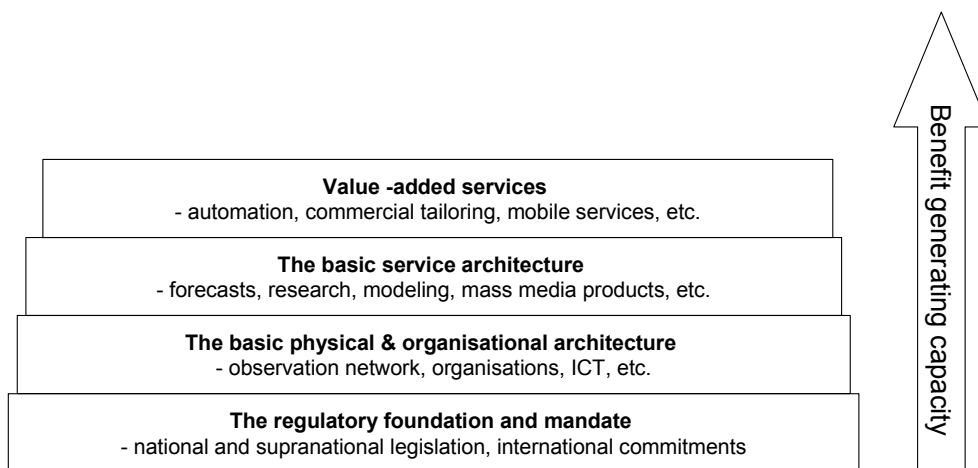 Value -added services
- automation, commercial tailoring, mobile services, etc.
The basic service architecture
- forecasts, research, modeling, mass media products, etc.
The basic physical & organisational architecture
- observation network, organisations, ICT, etc.
The regulatory foundation and mandate
- national and supranational legislation, international commitments
Benefit generating capacity